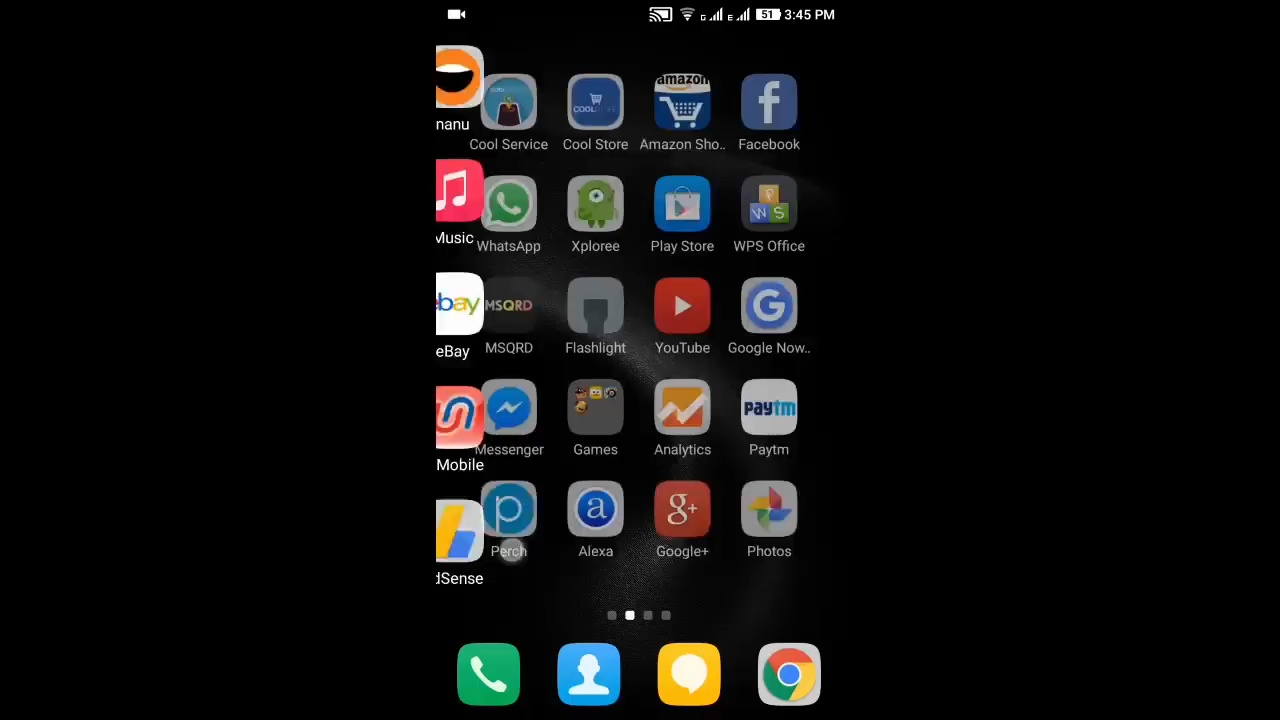 51 3:45 PM
nanu
amazon
COOL
Cool Service Cool Store Amazon Sho.. Facebook
Music
W S
WhatsApp Xploree Play Store WPS Office
ebay MSQRD
eBay
MSQRD Flashlight YouTube Google Now..
Paytm
Mobile
Messenger Games Analytics Paytm
Perch Alexa Google+ Photos
dSense